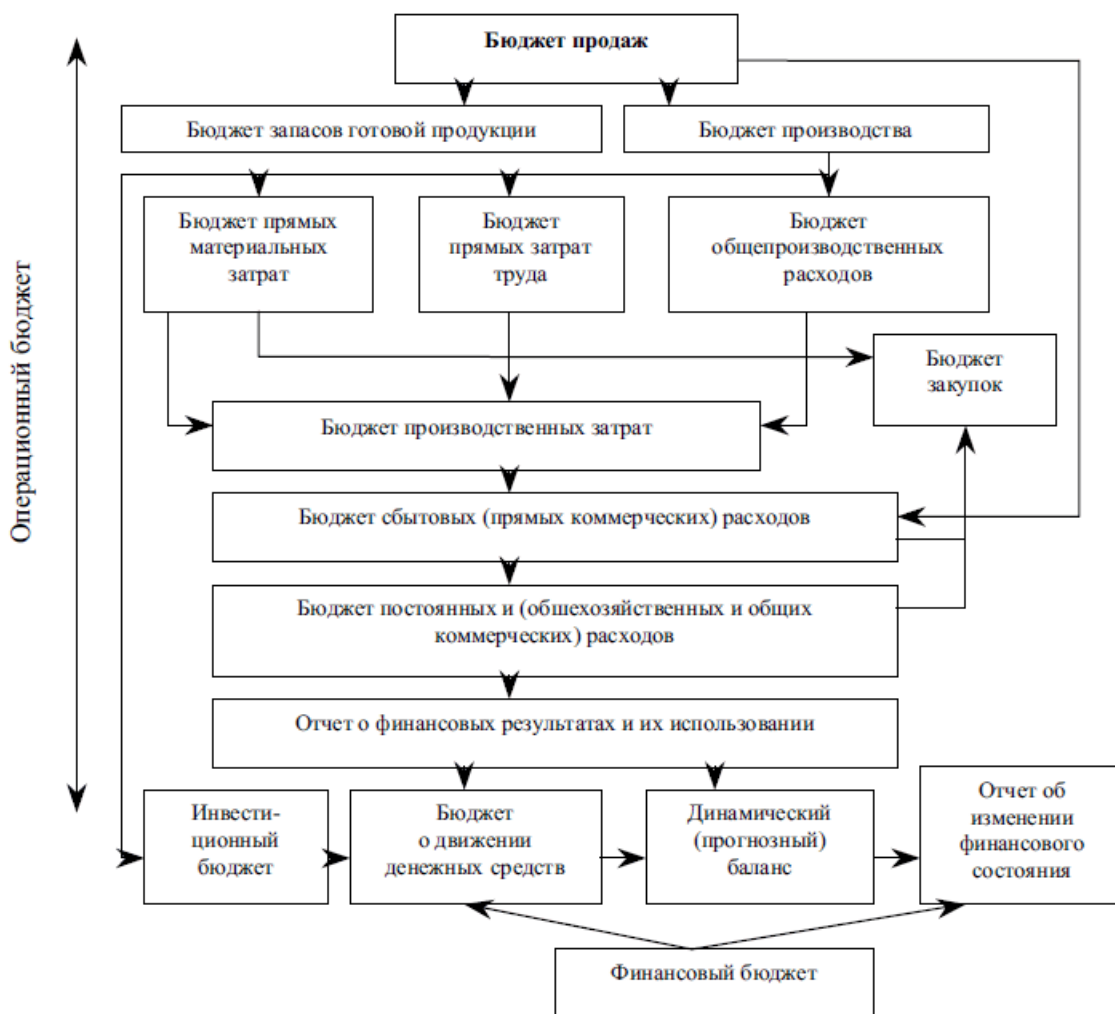 Операционный бюджет
Бюджет продаж
Бюджет запасов готовой продукции
Бюджет производства
Бюджет прямых
материальных
затрат
Бюджет
прямых затрат
труда
Бюджет
общепроизводственных
расходов
Бюджет
закупок
Бюджет производственных затрат
Бюджет сбытовых (прямых коммерческих) расходов
Бюджет постоянных и (обшехозяйственных и общих
коммерческих) расходов
Отчет о финансовых результатах и их использовании
Инвести-
ционный
бюджет
Бюджет
о движении
денежных средств
Динамический
(прогнозный)
баланс
Отчет об
изменении
финансового
состояния
Финансовый бюджет